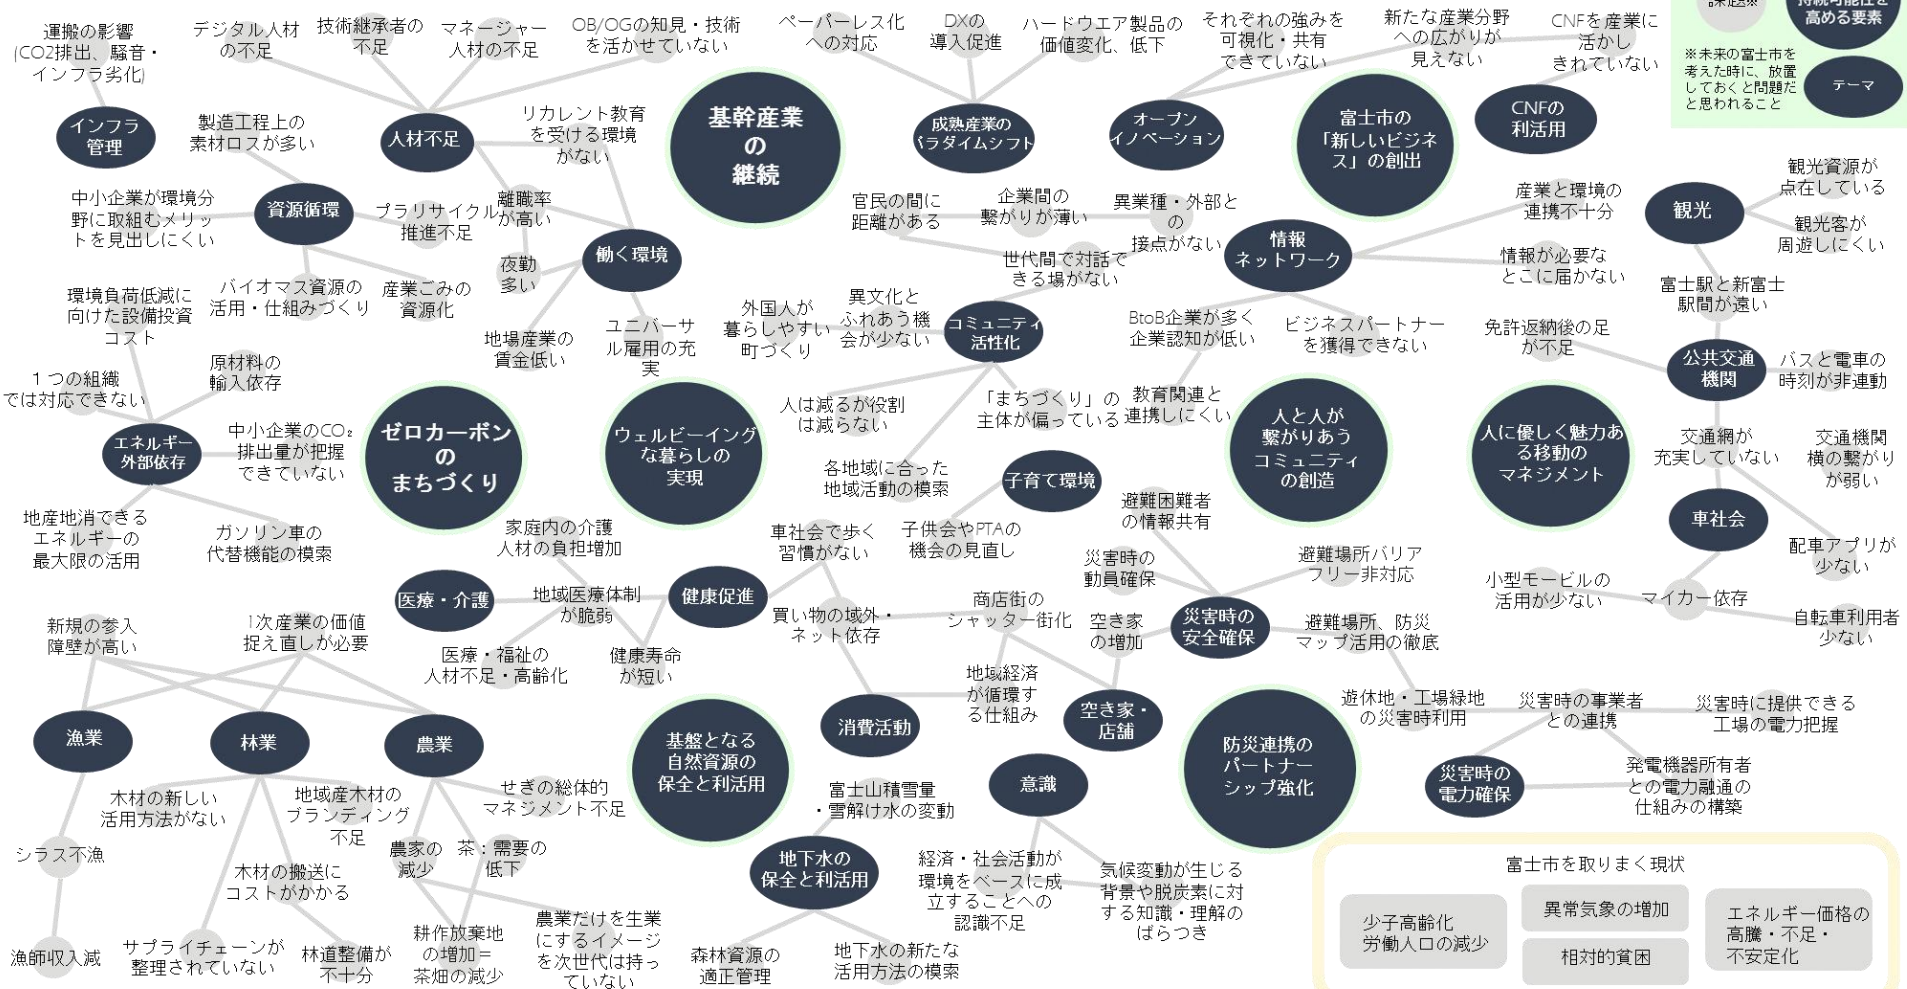 運搬の影響
(CO2排出、騒音・
インフラ劣化)
デジタル人材
の不足
技術継承者の
不足
マネージャー
人材の不足
OB/OGの知見・技術
を活かせていない
ペーパーレス化
への対応
DXの
導入促進
ハードウエア製品の
価値変化、低下
それぞれの強みを
可視化・共有
できていない
新たな産業分野
への広がりが
見えない
CNFを産業に
活かし
きれていない
課題※
持続可能性を
高める要素
※未来の富士市を
考えた時に、放置
しておくと問題だ
と思われること
テーマ
インフラ
管理
製造工程上の
素材ロスが多い
人材不足
リカレント教育
を受ける環境
がない
基幹産業
の
継続
成熟産業の
パラダイムシフト
オープン
イノベーション
富士市の
「新しいビジネ
ス」の創出
CNFの
利活用
中小企業が環境分
野に取組むメリッ
トを見出しにくい
資源循環
プラリサイクル
推進不足
離職率
が高い
官民の間に
距離がある
企業間の
繋がりが薄い
異業種・外部と
の
接点がない
産業と環境の
連携不十分
観光
観光資源が
点在している
観光客が
周遊しにくい
働く環境
夜勤
多い
世代間で対話で
きる場がない
情報
ネットワーク
情報が必要な
とこに届かない
環境負荷低減に
向けた設備投資
コスト
バイオマス資源の
活用・仕組みづくり
産業ごみの
資源化
富士駅と新富士
駅間が遠い
外国人が
暮らしやすい
町づくり
異文化と
ふれあう機
会が少ない
コミュニティ
活性化
BtoB企業が多く
企業認知が低い
ビジネスパートナー
を獲得できない
免許返納後の足
が不足
地場産業の
賃金低い
ユニバーサ
ル雇用の充
実
原材料の
輸入依存
1つの組織
では対応できない
公共交通
機関
バスと電車の
時刻が非連動
人は減るが役割
は減らない
「まちづくり」の
主体が偏っている
教育関連と
連携しにくい
エネルギー
外部依存
中小企業のCO₂
排出量が把握
できていない
ゼロカーボン
の
まちづくり
ウェルビーイング
な暮らしの
実現
人と人が
繋がりあう
コミュニティ
の創造
人に優しく魅力あ
る移動の
マネジメント
交通網が
充実していない
交通機関
横の繋がり
が弱い
各地域に合った
地域活動の模索
子育て環境
避難困難者
の情報共有
車社会
地産地消できる
エネルギーの
最大限の活用
ガソリン車の
代替機能の模索
家庭内の介護
人材の負担増加
車社会で歩く
習慣がない
子供会やPTAの
機会の見直し
災害時の
動員確保
避難場所バリア
フリー非対応
配車アプリが
少ない
医療・介護
地域医療体制
が脆弱
健康促進
小型モービルの
活用が少ない
マイカー依存
自転車利用者
少ない
新規の参入
障壁が高い
1次産業の価値
捉え直しが必要
買い物の域外・
ネット依存
商店街の
シャッター街化
空き家
の増加
災害時の
安全確保
避難場所、防災
マップ活用の徹底
医療・福祉の
人材不足・高齢化
健康寿命
が短い
地域経済
が循環す
る仕組み
遊休地・工場緑地
の災害時利用
災害時の事業者
との連携
災害時に提供できる
工場の電力把握
漁業
林業
農業
基盤となる
自然資源の
保全と利活用
消費活動
空き家・
店舗
防災連携の
パートナー
シップ強化
災害時の
電力確保
発電機器所有者
との電力融通の
仕組みの構築
木材の新しい
活用方法がない
地域産木材の
ブランディング
不足
せぎの総体的
マネジメント不足
富士山積雪量
・雪解け水の変動
意識
シラス不漁
木材の搬送に
コストがかかる
農家の
減少
茶：需要の
低下
地下水の
保全と利活用
経済・社会活動が
環境をベースに成
立することへの
認識不足
気候変動が生じる
背景や脱炭素に対
する知識・理解の
ばらつき
漁師収入減
サプライチェーンが
整理されていない
林道整備が
不十分
耕作放棄地
の増加＝
茶畑の減少
農業だけを生業
にするイメージ
を次世代は持っ
ていない
森林資源の
適正管理
地下水の新たな
活用方法の模索
富士市を取りまく現状
少子高齢化
労働人口の減少
異常気象の増加
相対的貧困
エネルギー価格の
高騰・不足・
不安定化